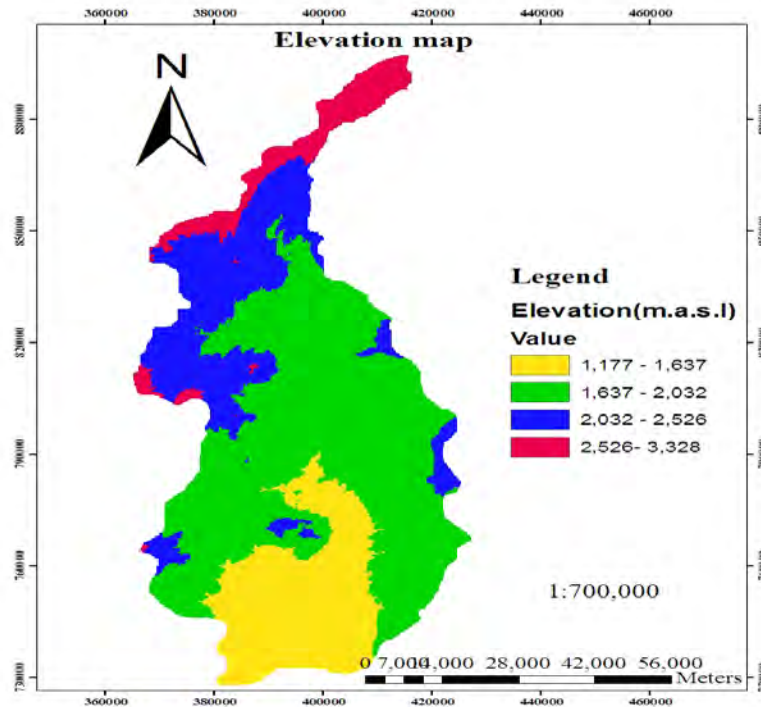 360000 380000 400000 420000 440000 460000
Elevation map
N
850000
Legend
Elevation(m.a.s.l)
Value
1,177 - 1,637
1,637 - 2,032
2,032 - 2,526
2,526- 3,328
1:700,000
0 7,000 14,000 28,000 42,000 56,000
Meters
730000
360000 380000 400000 420000 440000 460000